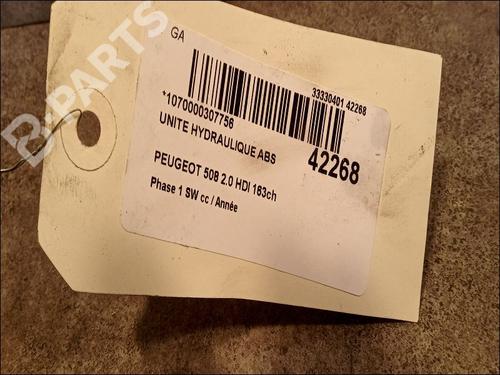 B-PARTS
GA
33330401 42268
*1070000307756
UNITE HYDRAULIQUE ABS
42268
PEUGEOT 508 2.0 HDI 163ch
Phase 1 SW cc / Année